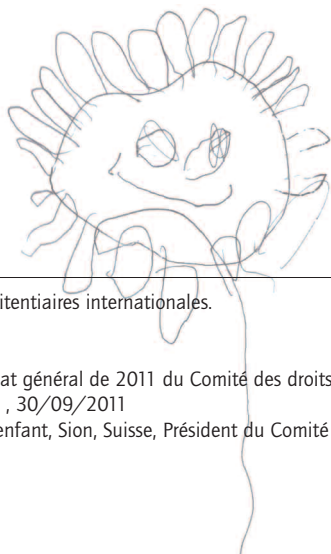 itentiaires internationales.
at général de 2011 du Comité des droits
, 30/09/2011
enfant, Sion, Suisse, Président du Comité